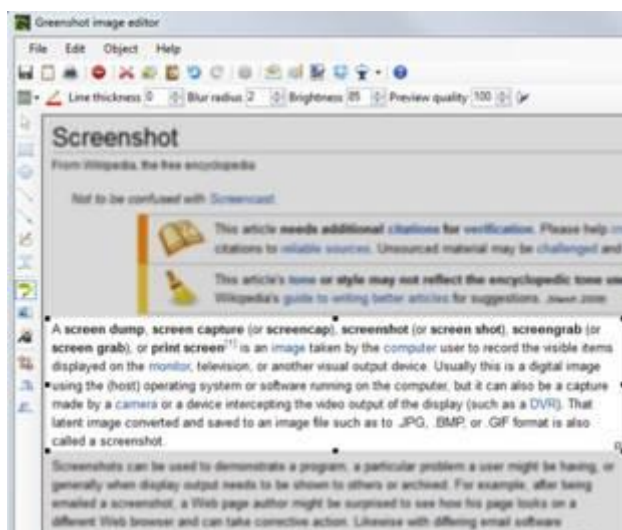 Greenshot image editor
File Edit Object Help
Line thickness 0 Blur radius 2 Brightness 85 Preview quality 100
Screenshot
From Wikipedia, the free encyclopedia
Not to be confused with Screencast.
This article needs additional citations for verification. Please help
citations to reliable sources. Unsourced material may be challenged and
This article's tone or style may not reflect the encyclopedic tone
Wikipedia's guide to writing better articles for suggestions.
A screen dump, screen capture (or screencap), screenshot (or screen shot), screengrab (or
screen grab), or print screen[1] is an image taken by the computer user to record the visible items
displayed on the monitor, television, or another visual output device. Usually this is a digital image
using the (host) operating system or software running on the computer, but it can also be a capture
made by a camera or a device intercepting the video output of the display (such as a DVR). That
latent image converted and saved to an image file such as to .JPG, .BMP, or .GIF format is also
called a screenshot.
Screenshots can be used to demonstrate a program, a particular problem a user might be having, or
generally when display output needs to be shown to others or archived. For example, after being
emailed a screenshot, a Web page author might be surprised to see how his page looks on a
different Web browser and can take corrective action. Likewise with differing email software